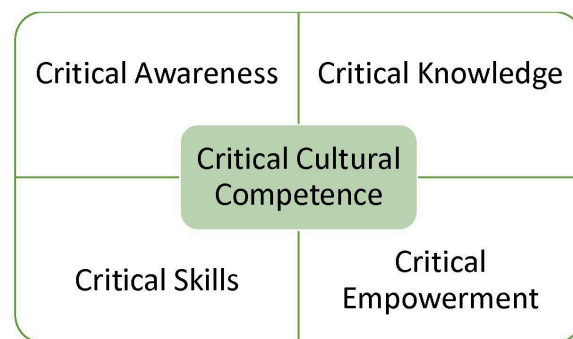 Critical Awareness
Critical Knowledge
Critical Cultural
Competence
Critical Skills
Critical
Empowerment